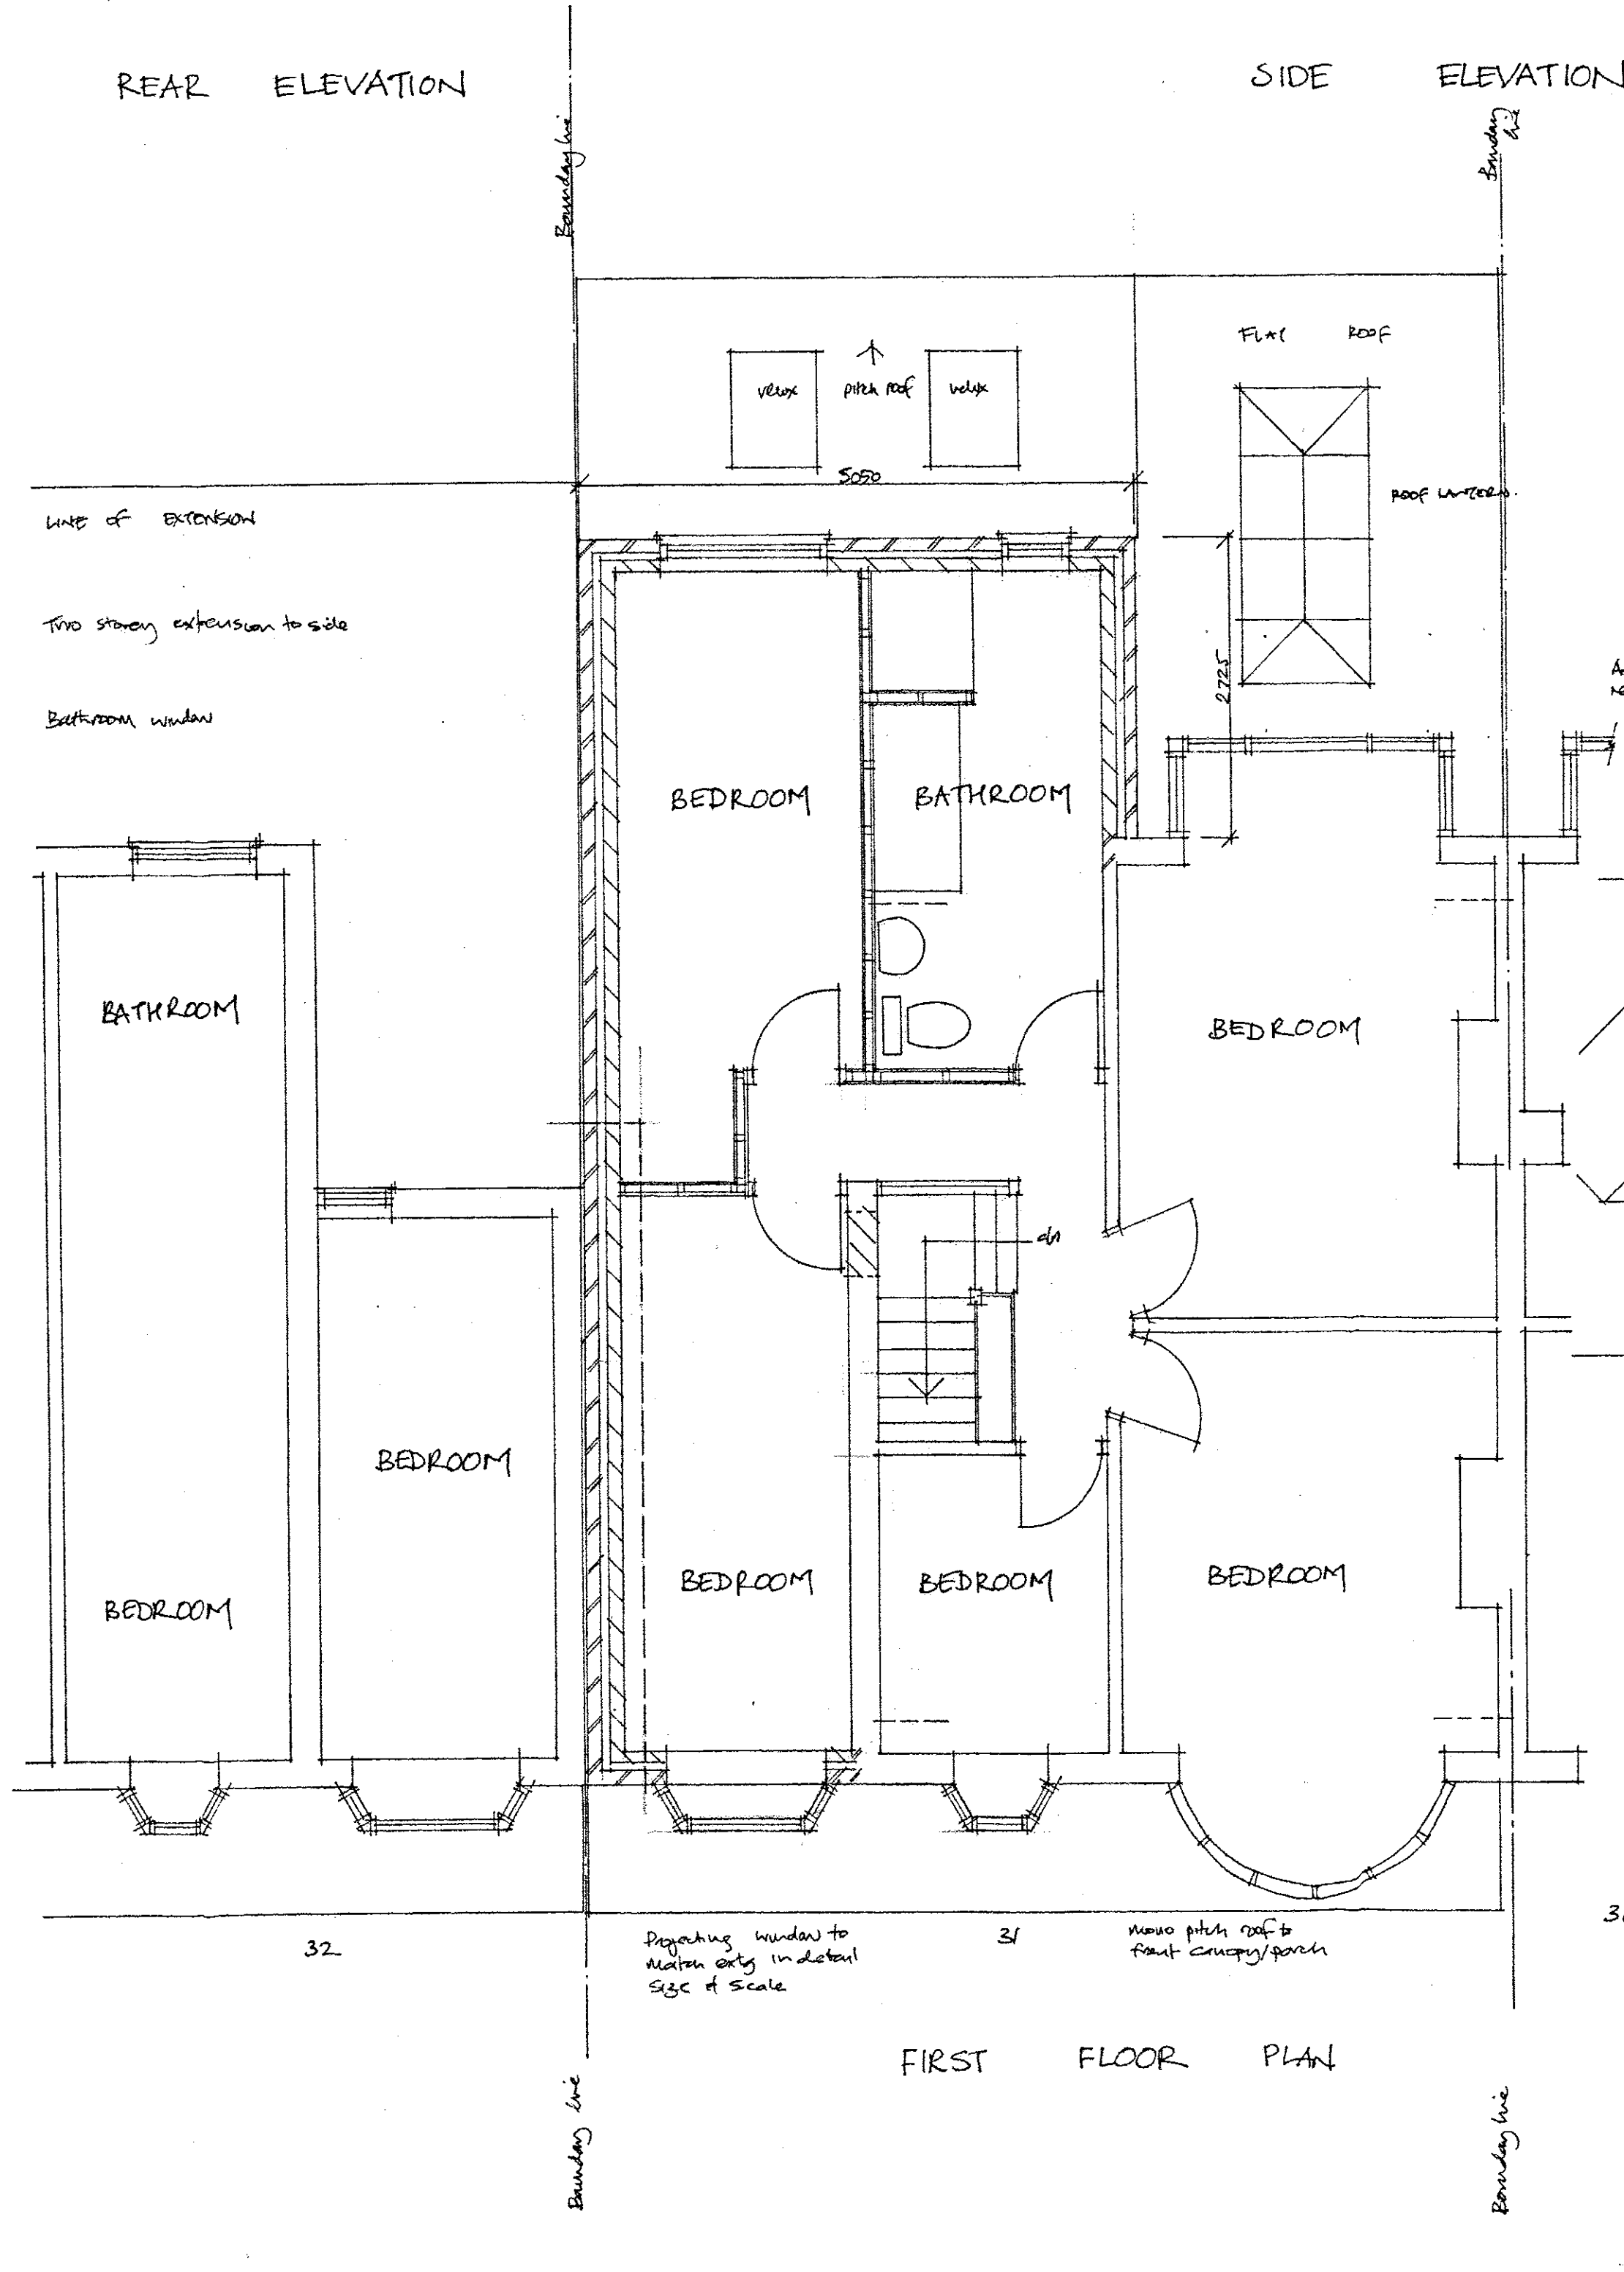 REAR ELEVATION
SIDE ELEVATION
Boundary line
Boundary line
FLAT ROOF
velux
pitch roof
velux
5050
ROOF LANTERN.
LINE OF EXTENSION
Two storey extension to side
2725
Bathroom window
BEDROOM
BATHROOM
BATHROOM
BEDROOM
dn
BEDROOM
BEDROOM
BEDROOM
BEDROOM
BEDROOM
32
Projecting window to
match extg in detail
size & scale
31
mono pitch roof to
front canopy/porch
FIRST FLOOR PLAN
Boundary line
Boundary line